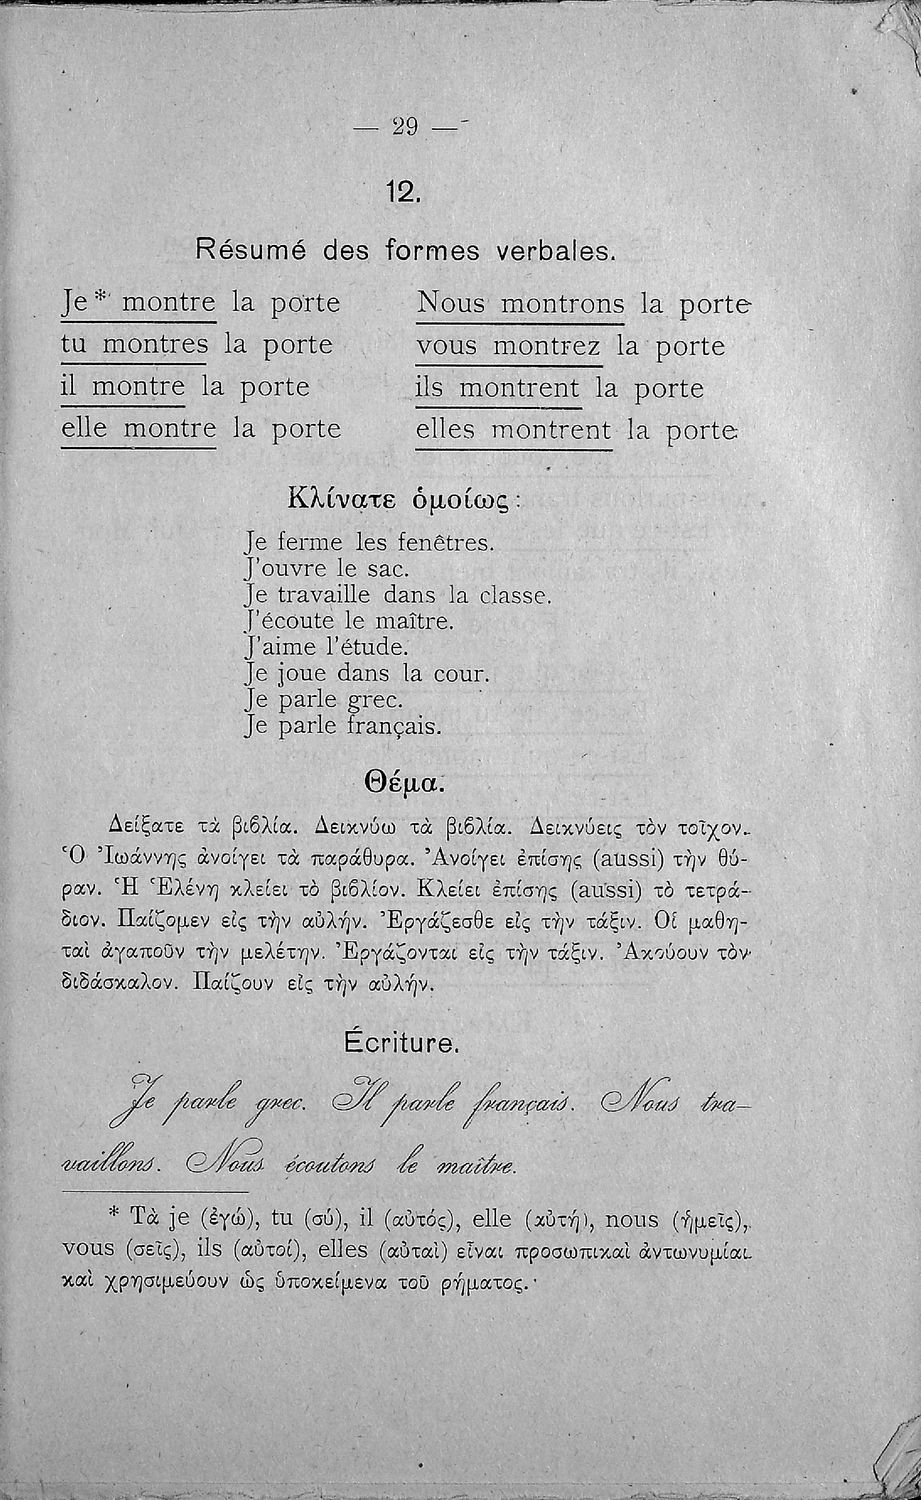 — 29 —
12.
Résumé des formes verbales.
Je * montre la porte
tu montres la porte
il montre la porte
elle montre la porte
Nous montrons la porte
vous montrez la porte
ils montrent la porte
elles montrent la porte
Κλίνατε ὁμοίως :
Je ferme les fenêtres.
J'ouvre le sac.
Je travaille dans la classe.
J'écoute le maître.
J'aime l'étude.
Je joue dans la cour.
Je parle grec.
Je parle français.
Θέμα.
Δείξατε τὰ βιβλία. Δεικνύω τὰ βιβλία. Δεικνύεις τὸν τοῖχον.
Ὁ Ἰωάννης ἀνοίγει τὰ παράθυρα. Ἀνοίγει ἐπίσης (aussi) τὴν θύ-
ραν. Ἡ Ἑλένη κλείει τὸ βιβλίον. Κλείει ἐπίσης (aussi) τὸ τετρά-
διον. Παίζομεν εἰς τὴν αὐλήν. Ἐργάζεσθε εἰς τὴν τάξιν. Οἱ μαθη-
ταὶ ἀγαποῦν τὴν μελέτην. Ἐργάζονται εἰς τὴν τάξιν. Ἀκούουν τὸν
διδάσκαλον. Παίζουν εἰς τὴν αὐλήν.
Écriture.
Je parle grec. Il parle français. Nous tra-
vaillons. Nous écoutons le maître.
* Τὰ je (ἐγώ), tu (σύ), il (αὐτός), elle (αὐτή), nous (ἡμεῖς),
vous (σεῖς), ils (αὐτοί), elles (αὐταὶ) εἶναι προσωπικαὶ ἀντωνυμίαι
καὶ χρησιμεύουν ὡς ὑποκείμενα τοῦ ρήματος.